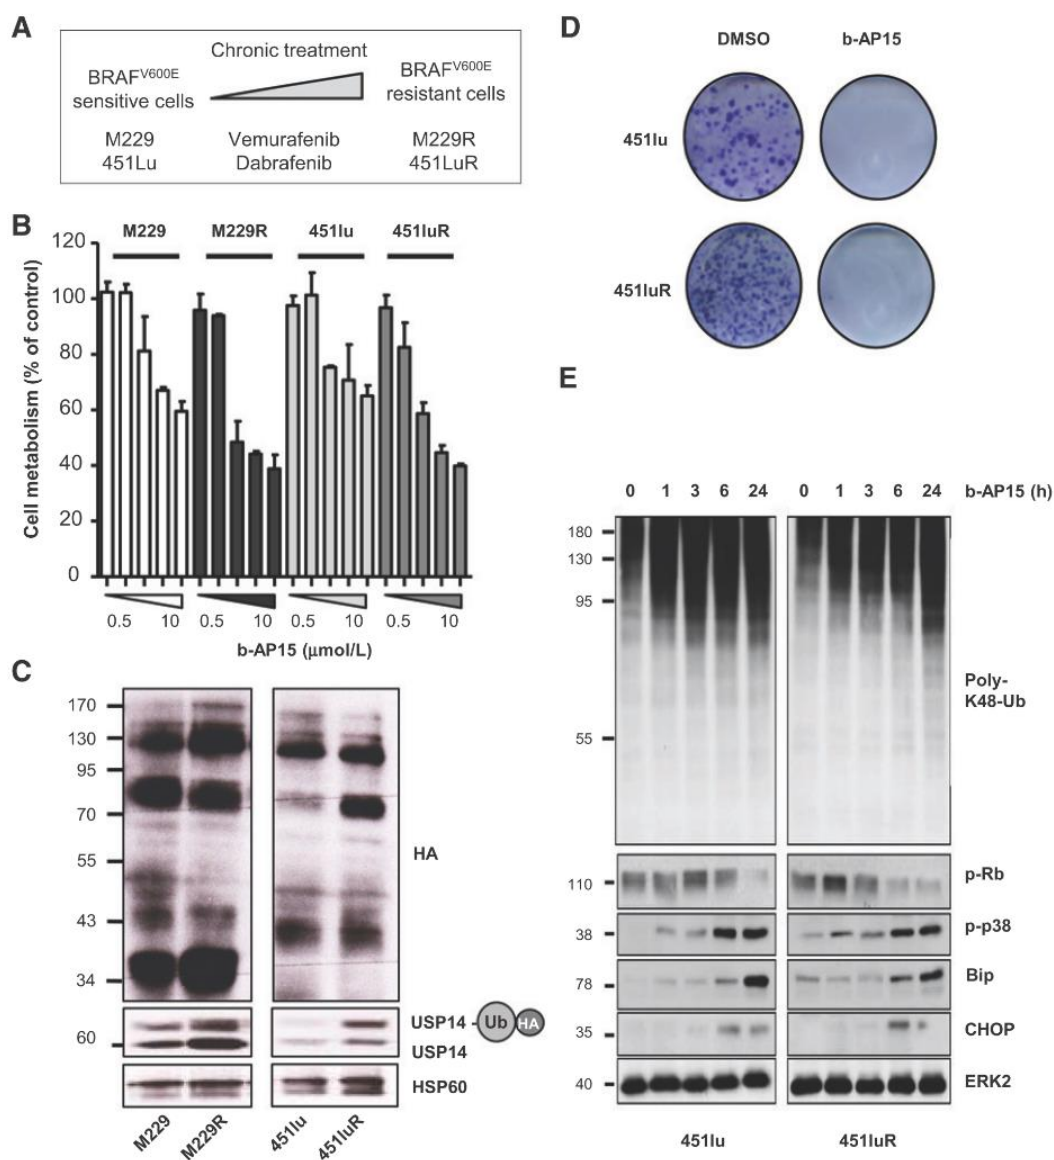 A
Chronic treatment
BRAFV600E
sensitive cells
BRAFV600E
resistant cells
M229 Vemurafenib M229R
451Lu Dabrafenib 451LuR
B
M229 M229R 451lu 451luR
Cell metabolism (% of control)
120
100
80
60
40
20
0
0.5 10 0.5 10 0.5 10 0.5 10
b-AP15 (μmol/L)
C
170
130
95
70
55
43
34
HA
60
USP14 - Ub HA
USP14
HSP60
M229 M229R 451lu 451luR
D
DMSO b-AP15
451lu
451luR
E
0 1 3 6 24 0 1 3 6 24 b-AP15 (h)
180
130
95
55
Poly-
K48-Ub
110 p-Rb
38 p-p38
78 Bip
35 CHOP
40 ERK2
451lu 451luR